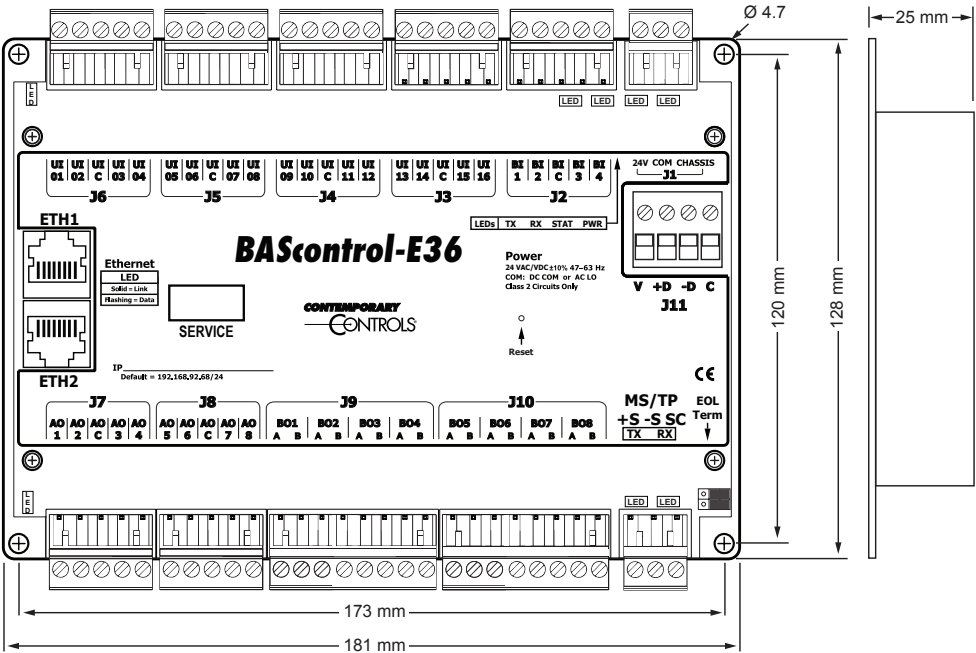 Ø 4.7
25 mm
LED
LED LED LED LED
UI 01 UI 02 UI C UI 03 UI 04
UI 05 UI 06 UI C UI 07 UI 08
UI 09 UI 10 UI C UI 11 UI 12
UI 13 UI 14 UI C UI 15 UI 16
BI 1 BI 2 BI C BI 3 BI 4
24V COM CHASSIS
J6 J5 J4 J3 J2 J1
LEDs TX RX STAT PWR
ETH1
BAScontrol-E36
Ethernet
LED
Solid = Link
Flashing = Data
Power
24 VAC/VDC ±10% 47–63 Hz
COM: DC COM or AC LO
Class 2 Circuits Only
V +D -D C
J11
120 mm
128 mm
SERVICE
CONTEMPORARY
CONTROLS
Reset
IP
Default = 192.168.92.68/24
ETH2
J7 J8 J9 J10
AO 1 AO 2 AO C AO 3 AO 4
AO 5 AO 6 AO C AO 7 AO 8
BO1 BO2 BO3 BO4
A B A B A B A B
BO5 BO6 BO7 BO8
A B A B A B A B
CE
MS/TP
+S -S SC
TX RX
EOL
Term
LED
LED LED
173 mm
181 mm